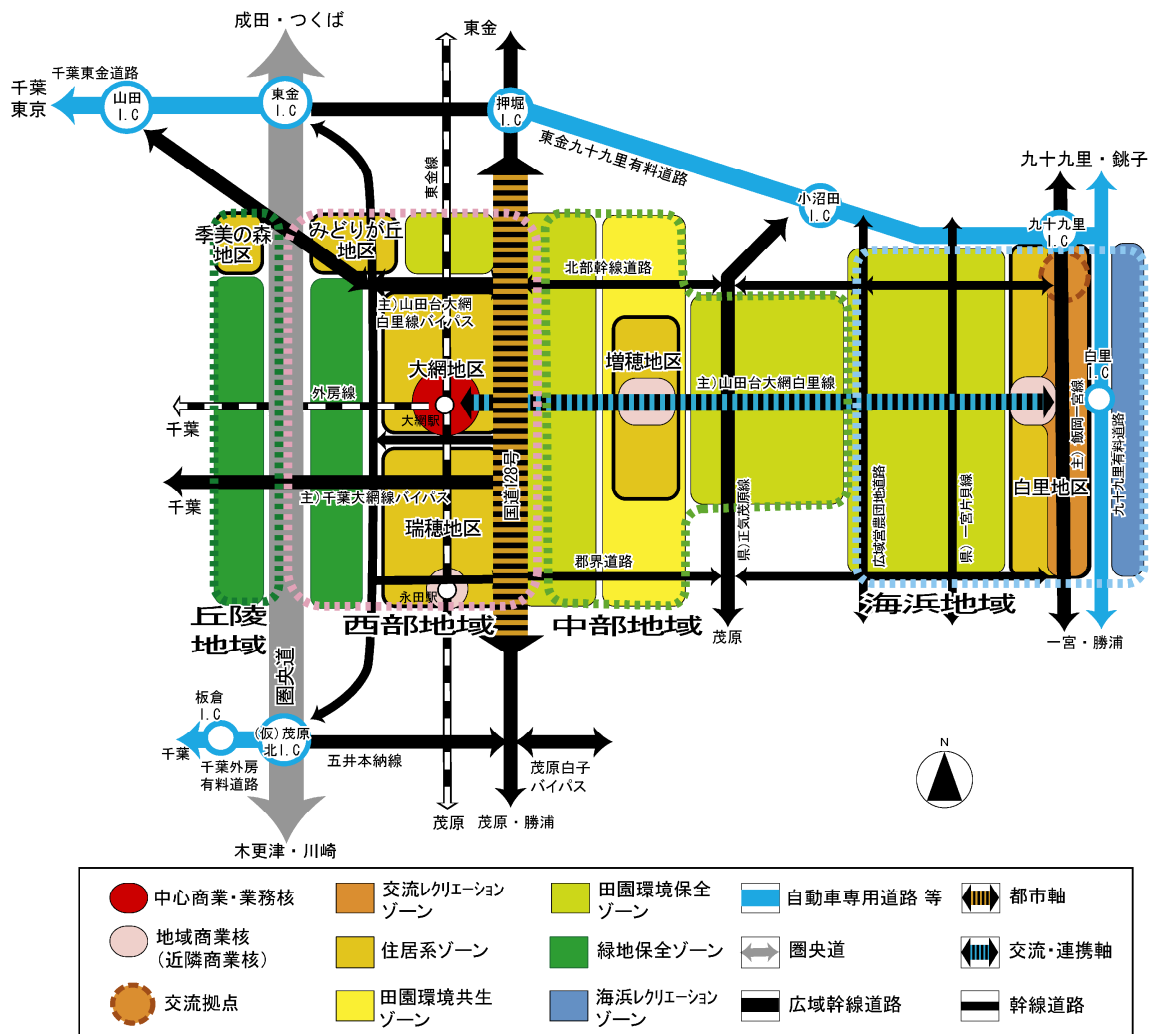 成田・つくば
東金
千葉東金道路
千葉
東京
山田
I.C
東金
I.C
押堀
I.C
東金九十九里有料道路
東金線
小沼田
I.C
九十九里・銚子
九十九里
I.C
季美の森
地区
みどりが丘
地区
北部幹線道路
主)山田台大網
白里線バイパス
大網地区
増穂地区
白里
I.C
外房線
主)山田台大網白里線
大網駅
千葉
国道128号
主)飯岡一宮線
九十九里有料道路
千葉
主)千葉大網線バイパス
瑞穂地区
県)正気茂原線
広域営農団地道路
県)一宮片貝線
白里地区
郡界道路
永田駅
丘陵
地域
西部地域
中部地域
海浜地域
茂原
一宮・勝浦
圏央道
板倉
I.C
(仮)茂原
北I.C
千葉
千葉外房
有料道路
五井本納線
茂原白子
バイパス
N
茂原
茂原・勝浦
木更津・川崎
中心商業・業務核
交流レクリエーション
ゾーン
田園環境保全
ゾーン
自動車専用道路 等
都市軸
地域商業核
(近隣商業核)
住居系ゾーン
緑地保全ゾーン
圏央道
交流・連携軸
交流拠点
田園環境共生
ゾーン
海浜レクリエーション
ゾーン
広域幹線道路
幹線道路